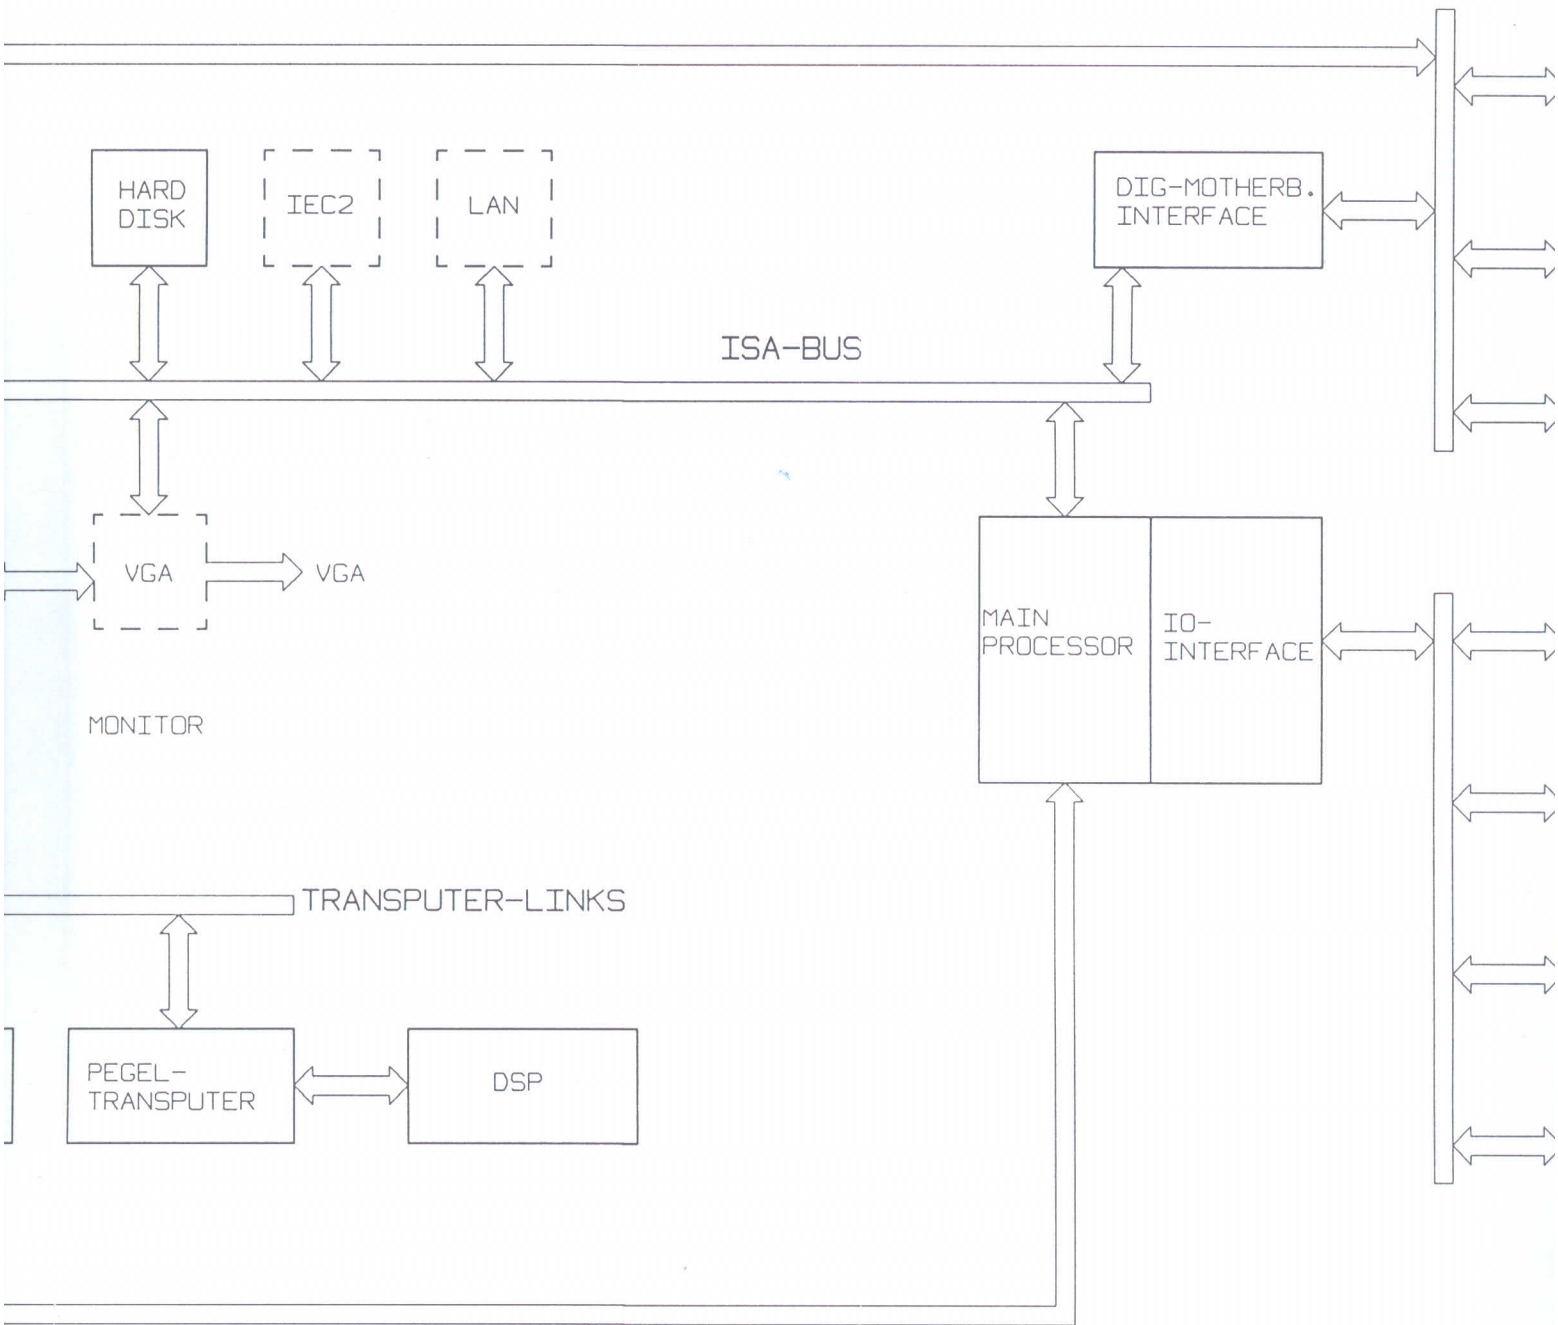 HARD
DISK
IEC2
LAN
DIG-MOTHERB.
INTERFACE
ISA-BUS
VGA
VGA
MAIN
PROCESSOR
IO-
INTERFACE
MONITOR
TRANSPUTER-LINKS
PEGEL-
TRANSPUTER
DSP